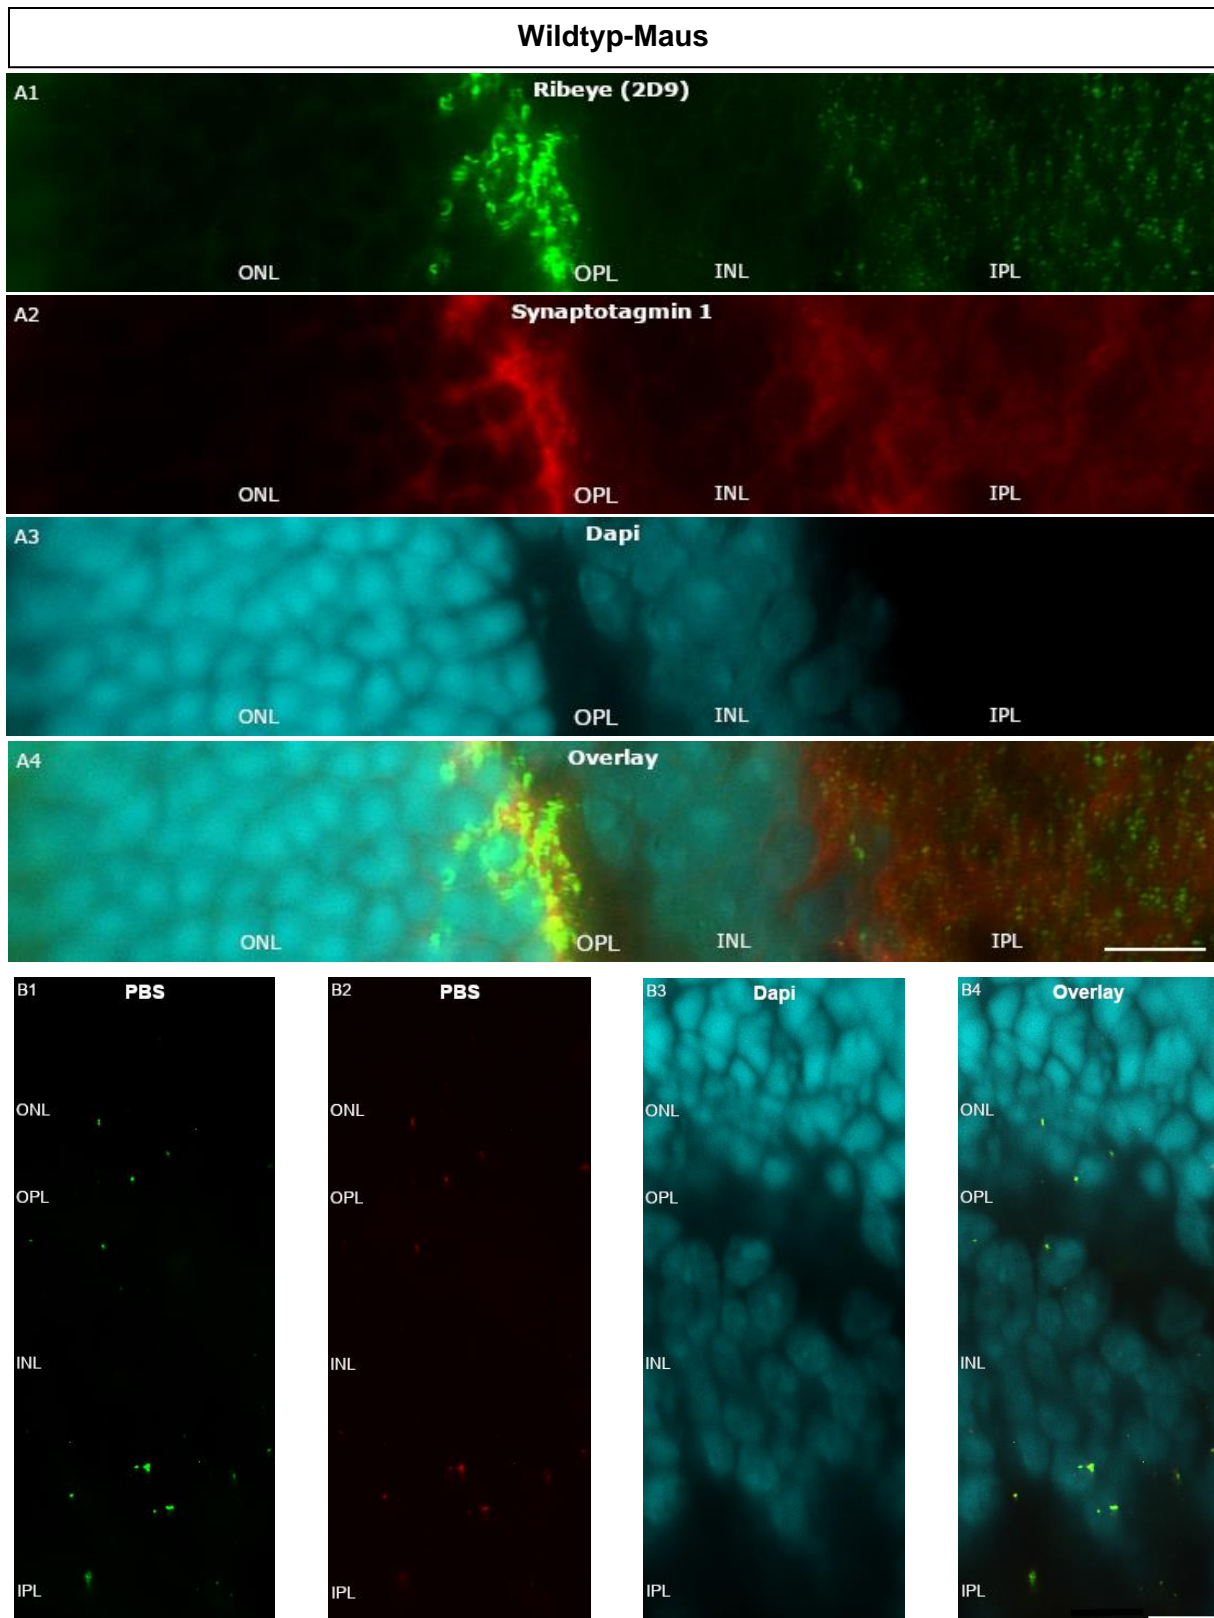 Wildtyp-Maus
A1
Ribeye (2D9)
ONL
OPL
INL
IPL
A2
Synaptotagmin 1
ONL
OPL
INL
IPL
A3
Dapi
ONL
OPL
INL
IPL
A4
Overlay
ONL
OPL
INL
IPL
B1
PBS
ONL
OPL
INL
IPL
B2
PBS
ONL
OPL
INL
IPL
B3
Dapi
ONL
OPL
INL
IPL
B4
Overlay
ONL
OPL
INL
IPL